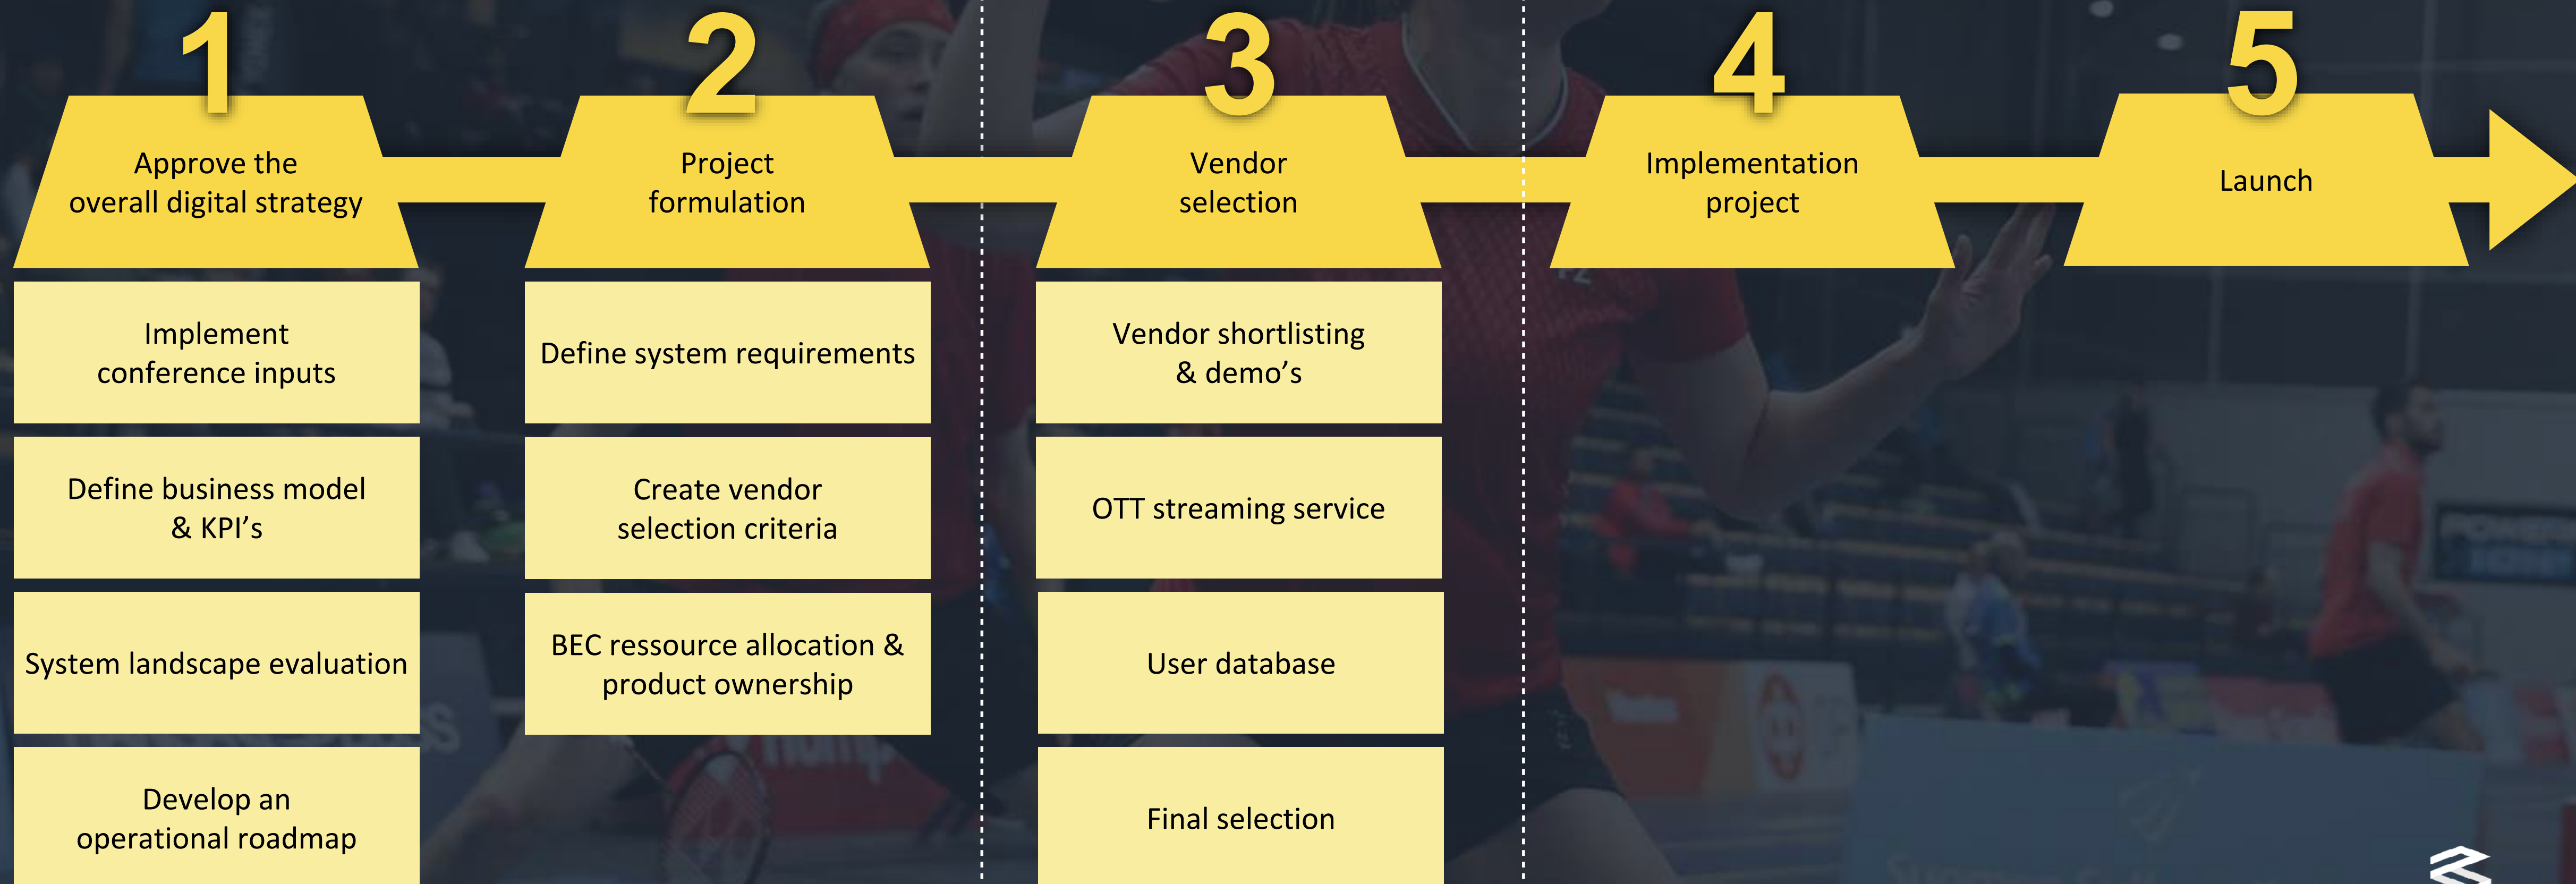 1
Approve the
overall digital strategy
Implement
conference inputs
Define business model
& KPI’s
System landscape evaluation
Develop an
operational roadmap
2
Project
formulation
Define system requirements
Create vendor
selection criteria
BEC ressource allocation &
product ownership
3
Vendor
selection
Vendor shortlisting
& demo’s
OTT streaming service
User database
Final selection
4
Implementation
project
5
Launch
FZ